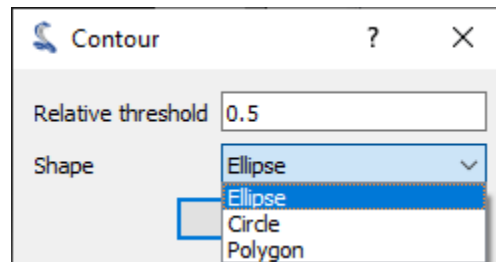 Contour ?
Relative threshold 0.5
Shape Ellipse
Ellipse
Circle
Polygon